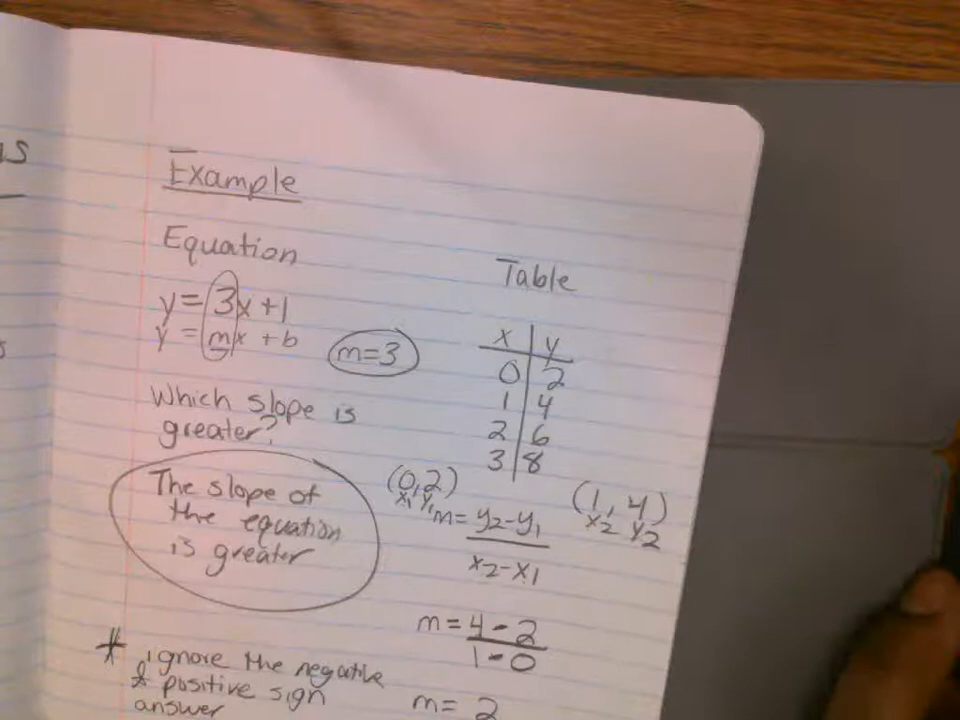 Example
Equation
y = 3x + 1
y = mx + b
m=3
Which slope is
greater?
The slope of
the equation
is greater
* ignore the negative
& positive sign
answer
Table
x | y
0 | 2
1 | 4
2 | 6
3 | 8
(0,2)
x1 y1
(1, 4)
x2 y2
m = y2-y1
x2-x1
m = 4 - 2
1 - 0
m = 2